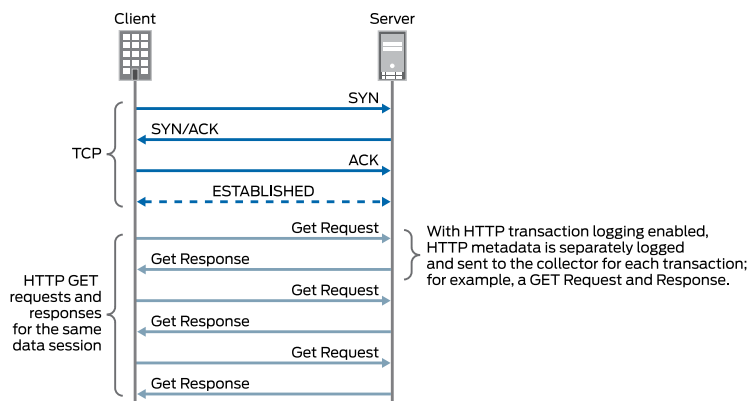 Client
Server
SYN
SYN/ACK
TCP
ACK
ESTABLISHED
Get Request
With HTTP transaction logging enabled,
HTTP metadata is separately logged
and sent to the collector for each transaction;
for example, a GET Request and Response.
Get Response
HTTP GET
requests and
responses
for the same
data session
Get Request
Get Response
Get Request
Get Response